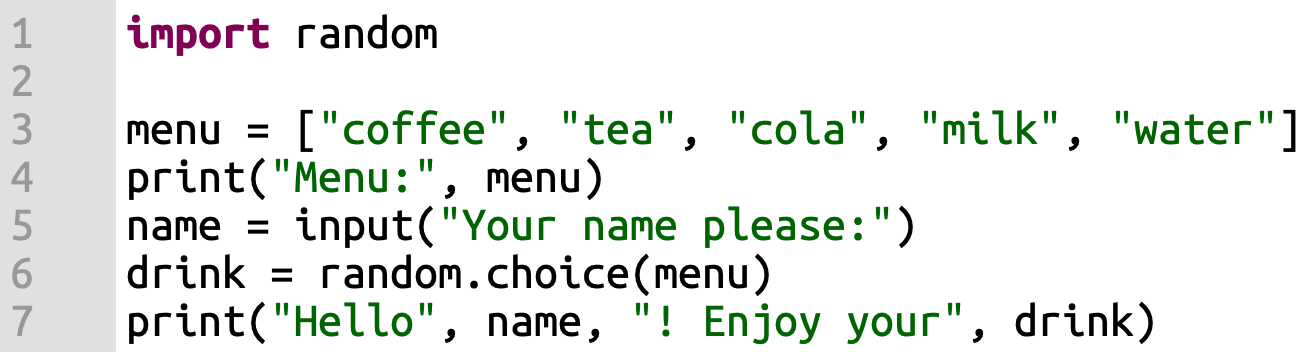 1 import random
2
3 menu = ["coffee", "tea", "cola", "milk", "water"]
4 print("Menu:", menu)
5 name = input("Your name please:")
6 drink = random.choice(menu)
7 print("Hello", name, "! Enjoy your", drink)